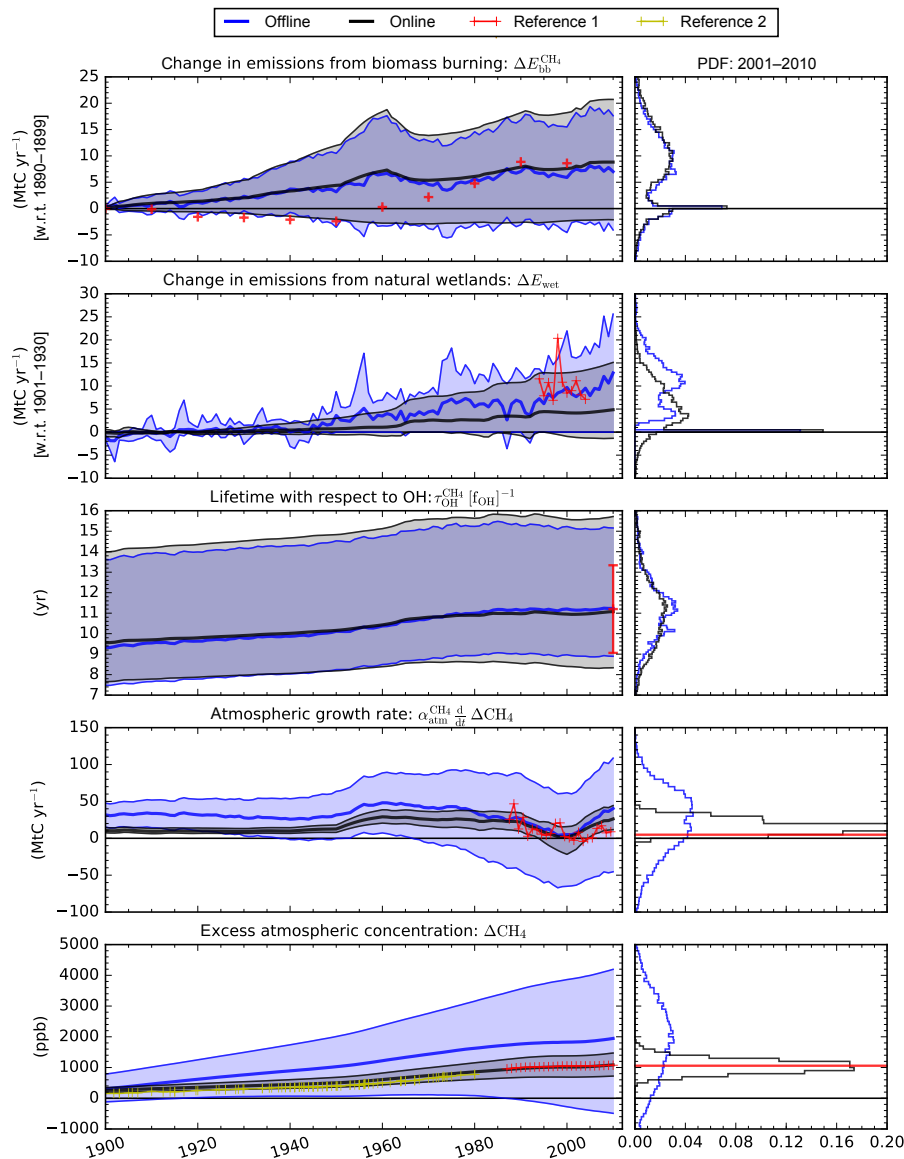 Offline Online Reference 1 Reference 2
Change in emissions from biomass burning: ΔE_bb^CH₄ PDF: 2001–2010
25
20
15
10
5
0
−5
−10
(MtC yr⁻¹)
[w.r.t. 1890–1899]
Change in emissions from natural wetlands: ΔE_wet
30
25
20
15
10
5
0
−5
−10
(MtC yr⁻¹)
[w.r.t. 1901–1930]
Lifetime with respect to OH: τ_OH^CH₄ [f_OH]⁻¹
16
15
14
13
12
11
10
9
8
7
(yr)
Atmospheric growth rate: α_atm^CH₄ d/dt ΔCH₄
150
100
50
0
−50
−100
(MtC yr⁻¹)
Excess atmospheric concentration: ΔCH₄
5000
4000
3000
2000
1000
0
−1000
(ppb)
1900 1920 1940 1960 1980 2000 0.00 0.04 0.08 0.12 0.16 0.20